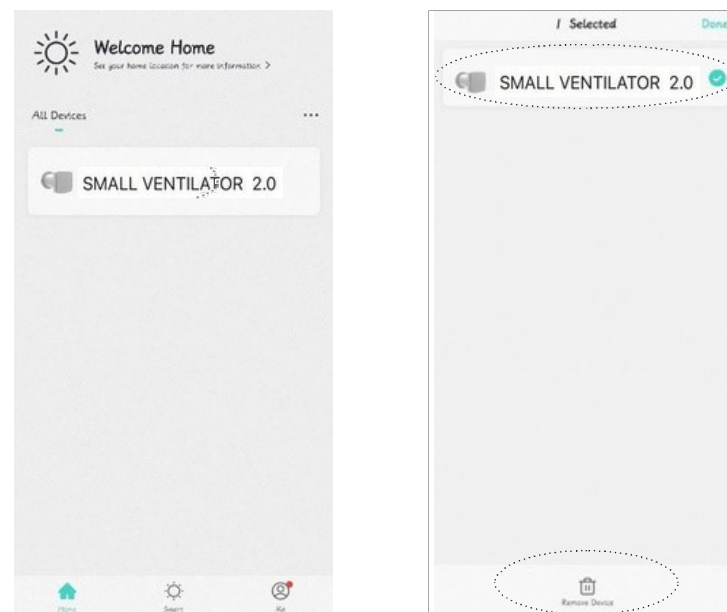 Welcome Home
Set your home location for more information >
All Devices
SMALL VENTILATOR 2.0
Home
Smart
Me
1 Selected
Done
SMALL VENTILATOR 2.0
Remove Device